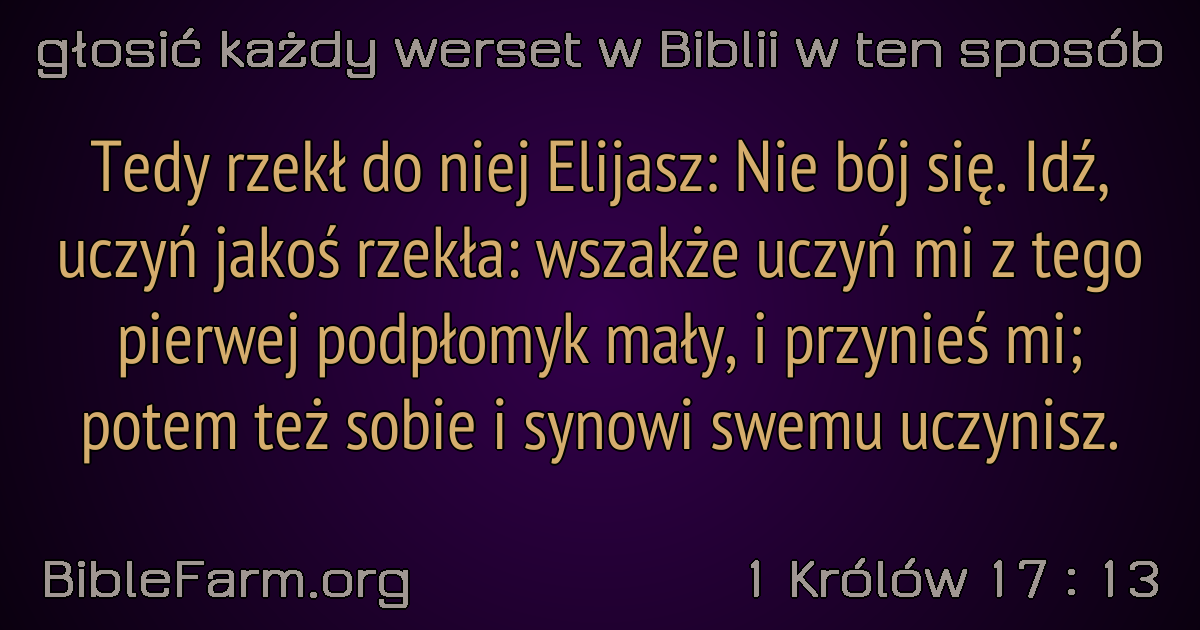 głosić każdy werset w Biblii w ten sposób
Tedy rzekł do niej Elijasz: Nie bój się. Idź,
uczyń jakoś rzekła: wszakże uczyń mi z tego
pierwej podpłomyk mały, i przynieś mi;
potem też sobie i synowi swemu uczynisz.
BibleFarm.org
1 Królów 17 : 13